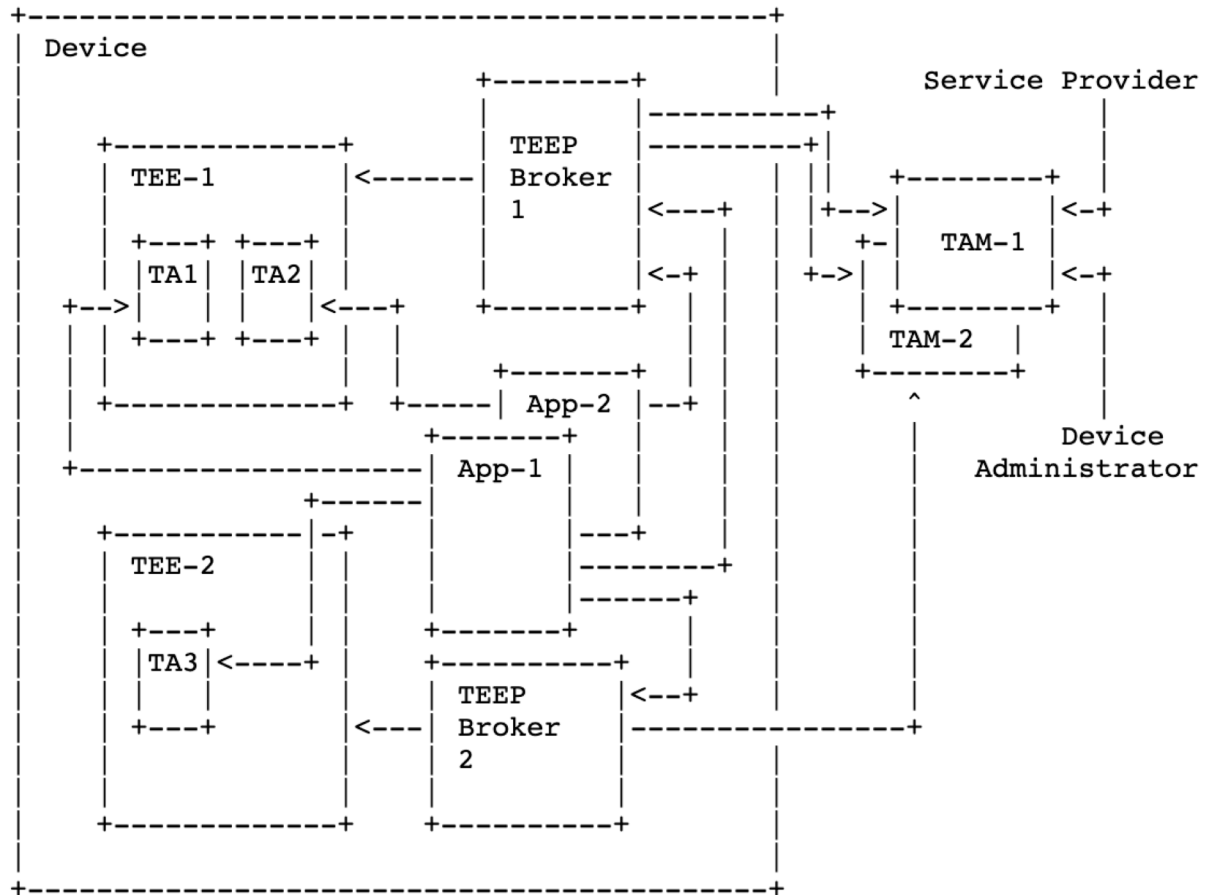 Device
Service Provider
TEEP
Broker
1
TEE-1
TAM-1
TA1
TA2
TAM-2
App-2
Device
Administrator
App-1
TEE-2
TA3
TEEP
Broker
2